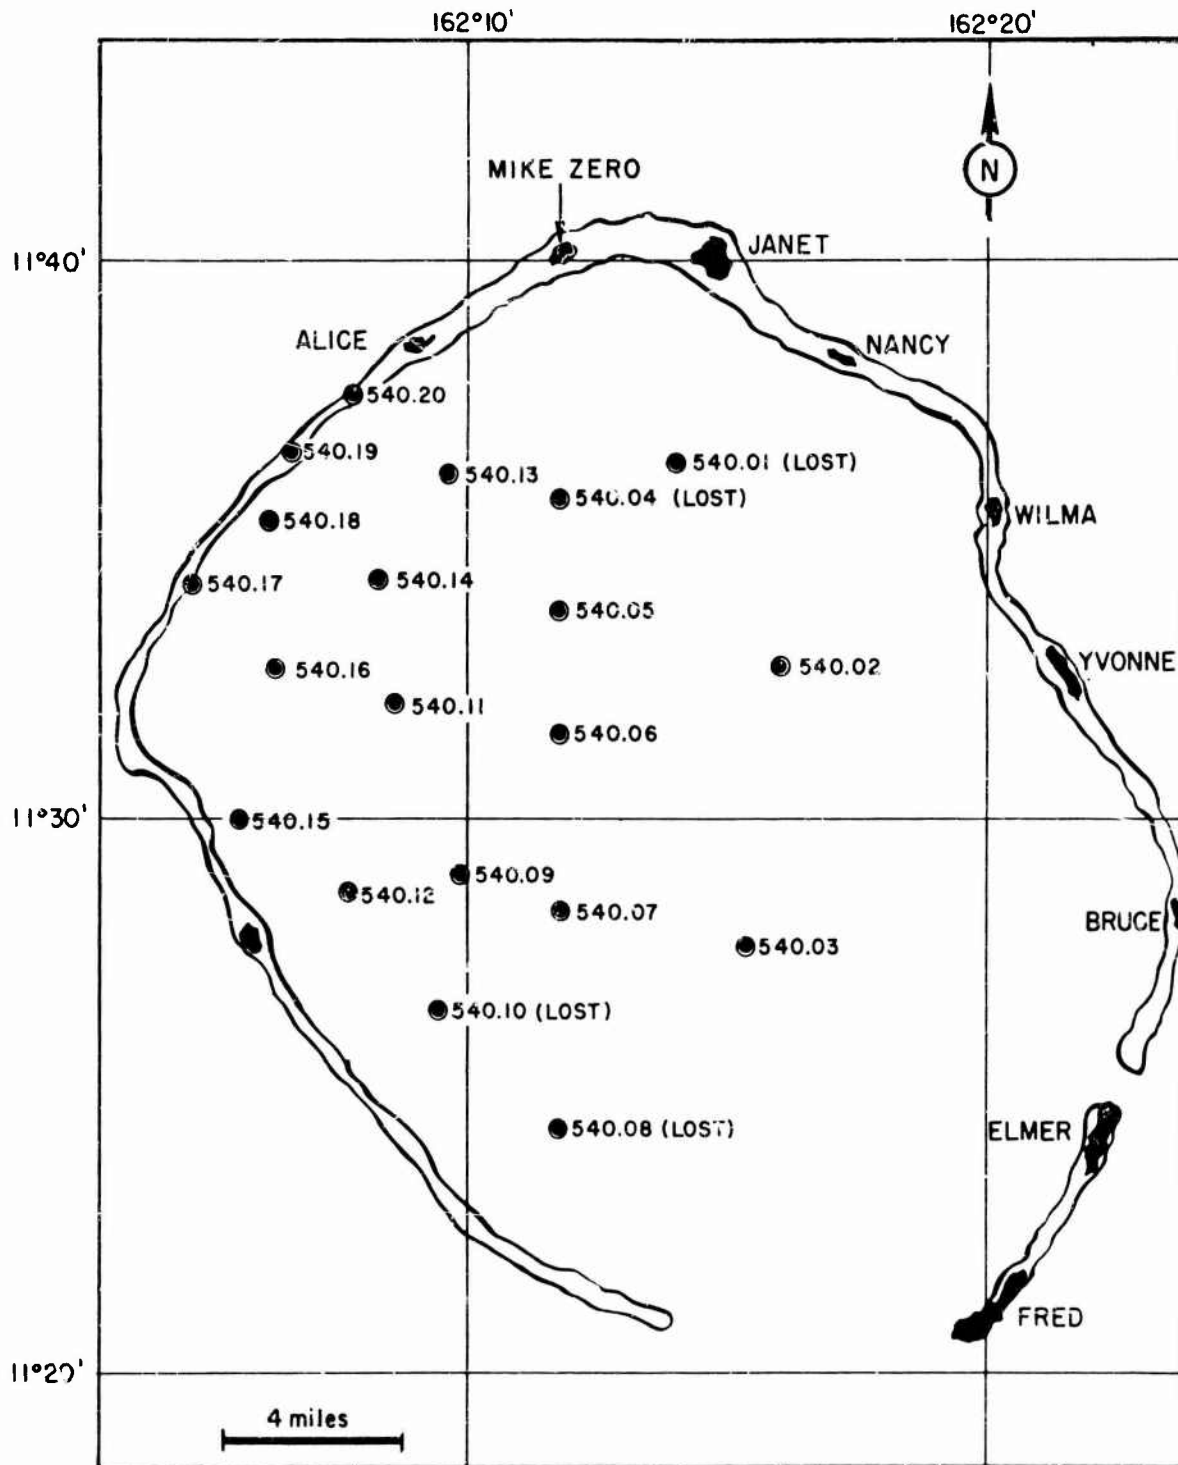 162°10'
162°20'
N
MIKE ZERO
JANET
11°40'
ALICE
NANCY
540.20
540.19
540.13
540.01 (LOST)
540.04 (LOST)
540.18
WILMA
540.17
540.14
540.05
540.16
540.02
YVONNE
540.11
540.06
11°30'
540.15
540.09
540.12
540.07
BRUCE
540.03
540.10 (LOST)
540.08 (LOST)
ELMER
FRED
11°20'
4 miles